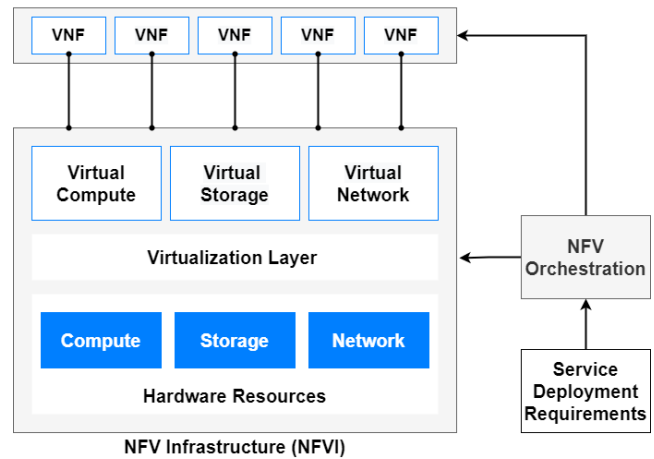 VNF VNF VNF VNF VNF
Virtual
Compute
Virtual
Storage
Virtual
Network
Virtualization Layer
Compute Storage Network
Hardware Resources
NFV Infrastructure (NFVI)
NFV
Orchestration
Service
Deployment
Requirements